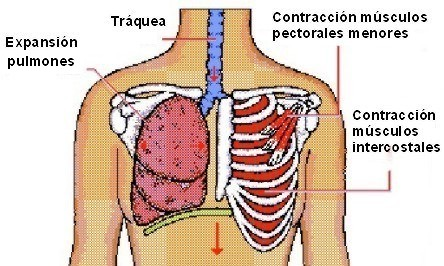 Tráquea
Expansión
pulmones
Contracción músculos
pectorales menores
Contracción
músculos
intercostales